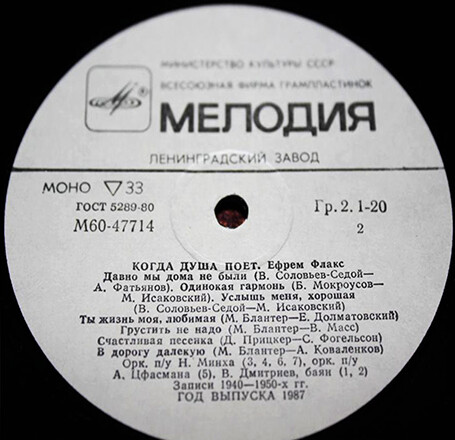 МИНИСТЕРСТВО КУЛЬТУРЫ СССР
ВСЕСОЮЗНАЯ ФИРМА ГРАМПЛАСТИНОК
МЕЛОДИЯ
ЛЕНИНГРАДСКИЙ ЗАВОД
МОНО ▽ 33
ГОСТ 5289-80
М60-47714
Гр. 2. 1-20
2
КОГДА ДУША ПОЕТ. Ефрем Флакс
Давно мы дома не были (В. Соловьев-Седой—
А. Фатьянов). Одинокая гармонь (Б. Мокроусов—
М. Исаковский). Услышь меня, хорошая
(В. Соловьев-Седой—М. Исаковский)
Ты жизнь моя, любимая (М. Блантер—Е. Долматовский)
Грустить не надо (М. Блантер—В. Масс)
Счастливая песенка (Д. Прицкер—С. Фогельсон)
В дорогу далекую (М. Блантер—А. Коваленков)
Орк. п/у Н. Минха (3, 4, 6, 7), орк. п/у
А. Цфасмана (5), В. Дмитриев, баян (1, 2)
Записи 1940—1950-х гг.
ГОД ВЫПУСКА 1987